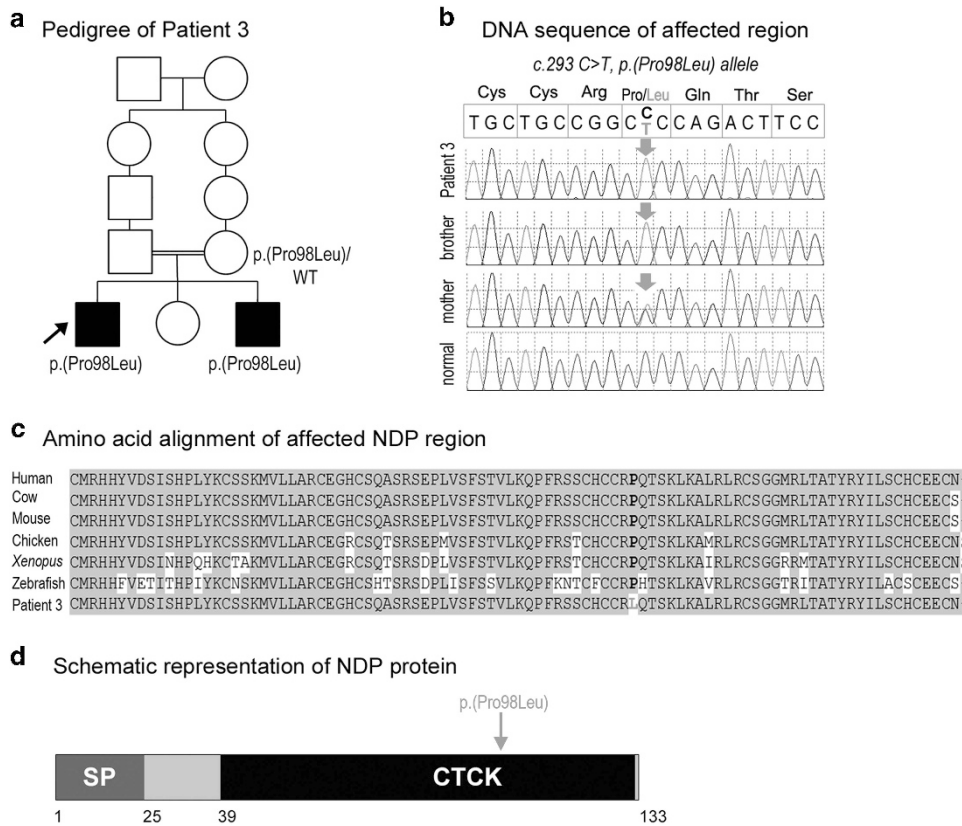 a Pedigree of Patient 3
p.(Pro98Leu)/
WT
p.(Pro98Leu)
p.(Pro98Leu)
b DNA sequence of affected region
c.293 C>T, p.(Pro98Leu) allele
Cys Cys Arg Pro/Leu Gln Thr Ser
T G C T G C C G G C C C C A G A C T T C C
T
Patient 3
brother
mother
normal
c Amino acid alignment of affected NDP region
Human CMRHHYVDSISHPLYKCSSKMVLLARCEGHCSQASRSEPLVSFSTVLKQPFRSSCHCCRPQTSKLKALRLRCSGGMRLTATYRYILSCHCEECN
Cow CMRHHYVDSISHPLYKCSSKMVLLARCEGHCSQASRSEPLVSFSTVLKQPFRSSCHCCRPQTSKLKALRLRCSGGMRLTATYRYILSCHCEECS
Mouse CMRHHYVDSISHPLYKCSSKMVLLARCEGHCSQASRSEPLVSFSTVLKQPFRSSCHCCRPQTSKLKALRLRCSGGMRLTATYRYILSCHCEECS
Chicken CMRHHYVDSISHPLYKCSSKMVLLARCEGRCSQTSRSEPMVSFSTVLKQPFRSTCHCCRPQTSKLKAMRLRCSGGMRLTATYRYILSCHCEECN
Xenopus CMRHHYVDSINHPQHKCTAKMVLLARCEGRCSQTSRSDPLVSFSTVLKQPFRSTCHCCRPQTSKLKAIRLRCSGGRRMTATYRYILSCHCEECN
Zebrafish CMRHHFVETITHPIYKCNSKMVLLARCEGHCSHTSRSDPLISFSSVLKQPFKNTCFCCRPHTSKLKAVRLRCSGGTRITATYRYILACSCEECS
Patient 3 CMRHHYVDSISHPLYKCSSKMVLLARCEGHCSQASRSEPLVSFSTVLKQPFRSSCHCCRLQTSKLKALRLRCSGGMRLTATYRYILSCHCEECN
d Schematic representation of NDP protein
p.(Pro98Leu)
SP CTCK
1 25 39 133